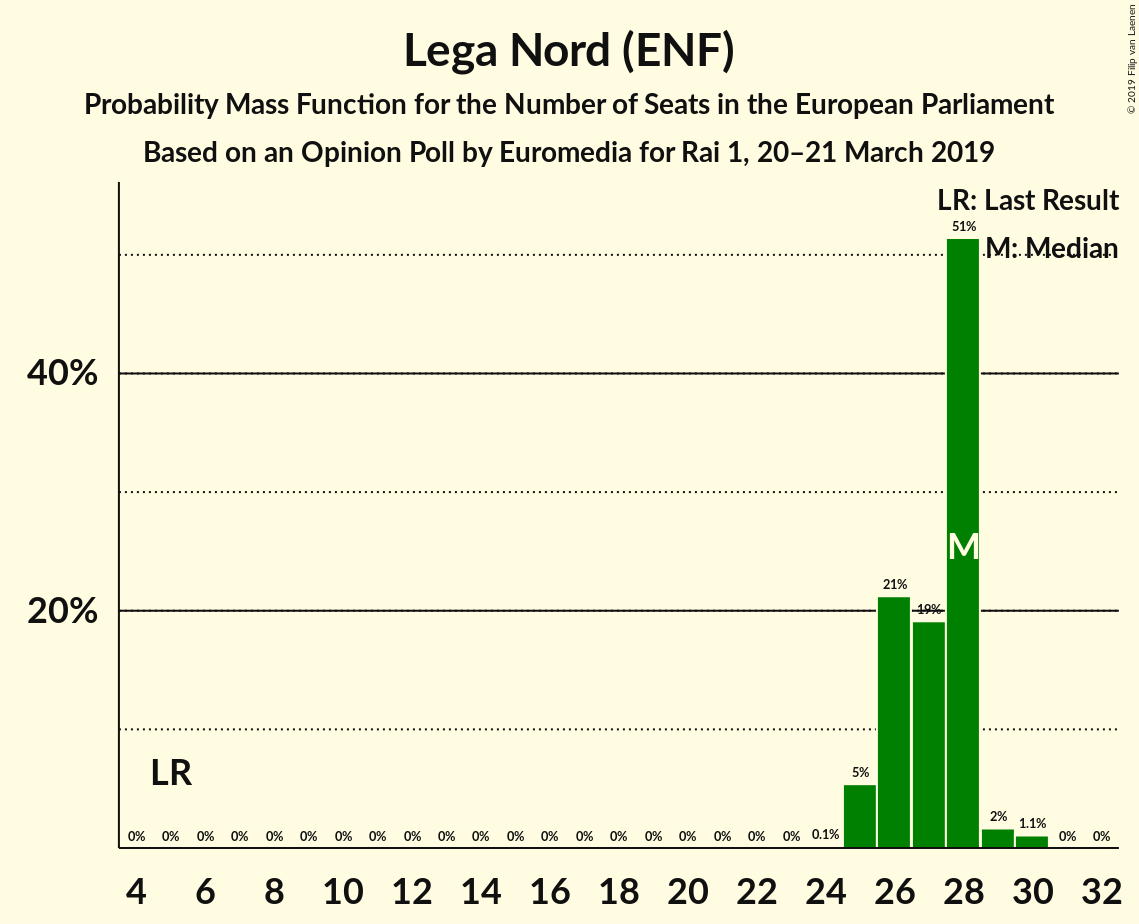 Lega Nord (ENF)
Probability Mass Function for the Number of Seats in the European Parliament
Based on an Opinion Poll by Euromedia for Rai 1, 20–21 March 2019
© 2019 Filip van Laenen
LR: Last Result
M: Median
51%
40%
M
20%
21%
19%
LR
5%
0% 0% 0% 0% 0% 0% 0% 0% 0% 0% 0% 0% 0% 0% 0% 0% 0% 0% 0% 0% 0.1% 2% 1.1% 0% 0%
4 6 8 10 12 14 16 18 20 22 24 26 28 30 32